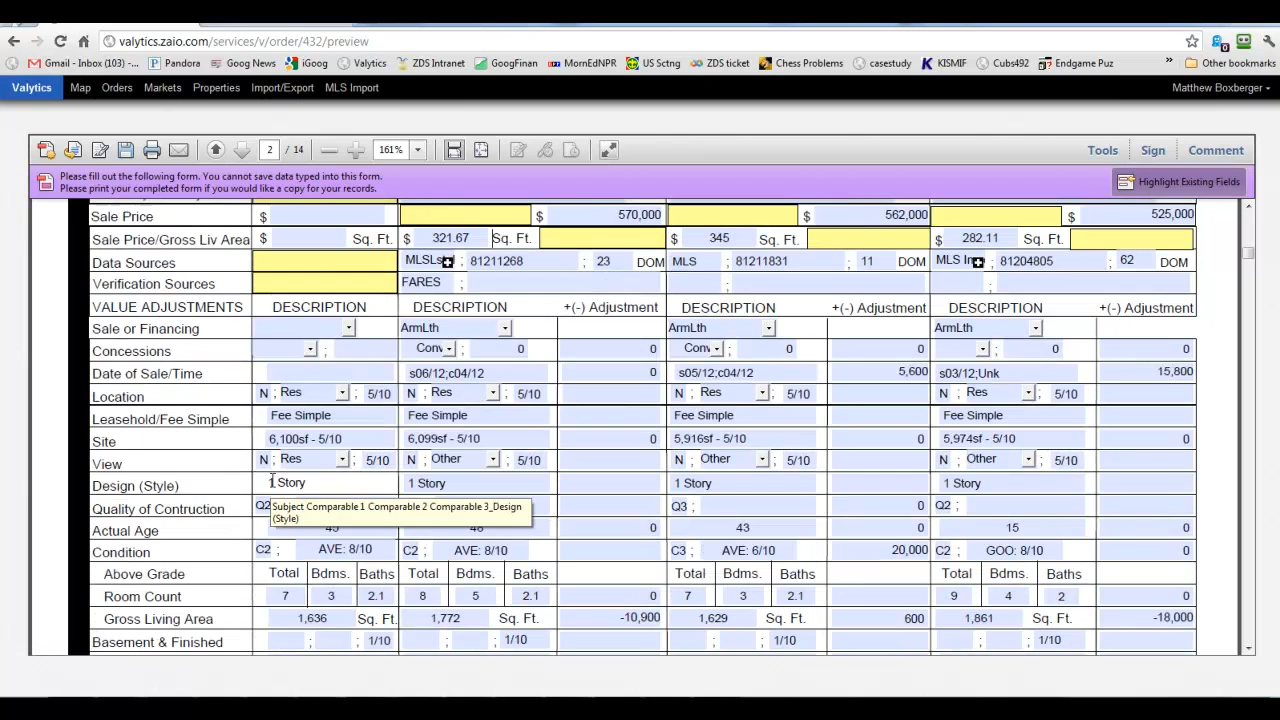 valytics.zaio.com/services/v/order/432/preview
Gmail - Inbox (103) -... Pandora Goog News iGoog Valytics ZDS Intranet GoogFinan MornEdNPR US Sctng ZDS ticket Chess Problems casestudy KISMIF Cubs492 Endgame Puz » Other bookmarks
Valytics Map Orders Markets Properties Import/Export MLS Import Matthew Boxberger
2 / 14 161% Tools Sign Comment
Please fill out the following form. You cannot save data typed into this form.
Please print your completed form if you would like a copy for your records.
Highlight Existing Fields
Sale Price $ $ 570,000 $ 562,000 $ 525,000
Sale Price/Gross Liv Area $ Sq. Ft. $ 321.67 Sq. Ft. $ 345 Sq. Ft. $ 282.11 Sq. Ft.
Data Sources ; 81211268 ; 23 DOM MLS ; 81211831 ; 11 DOM ; 81204805 ; 62 DOM
Verification Sources FARES ; ; ;
VALUE ADJUSTMENTS DESCRIPTION DESCRIPTION +(-) Adjustment DESCRIPTION +(-) Adjustment DESCRIPTION +(-) Adjustment
Sale or Financing ArmLth ArmLth ArmLth
Concessions ; Conv ; 0 0 Conv ; 0 0 ; 0 0
Date of Sale/Time s06/12;c04/12 0 s05/12;c04/12 5,600 s03/12;Unk 15,800
Location N ; Res ; 5/10 N ; Res ; 5/10 N ; Res ; 5/10 N ; Res ; 5/10
Leasehold/Fee Simple Fee Simple Fee Simple Fee Simple Fee Simple
Site 6,100sf - 5/10 6,099sf - 5/10 0 5,916sf - 5/10 0 5,974sf - 5/10 0
View N ; Res ; 5/10 N ; Other ; 5/10 N ; Other ; 5/10 N ; Other ; 5/10
Design (Style) 1 Story 1 Story 1 Story 1 Story
Quality of Contruction Q2 Q3 ; Q2 ;
Subject Comparable 1 Comparable 2 Comparable 3_Design
(Style)
Actual Age 45 48 0 43 0 15 0
Condition C2 ; AVE: 8/10 C2 ; AVE: 8/10 C3 ; AVE: 6/10 20,000 C2 ; GOO: 8/10 0
Above Grade Total Bdms. Baths Total Bdms. Baths Total Bdms. Baths Total Bdms. Baths
Room Count 7 3 2.1 8 5 2.1 0 7 3 2.1 0 9 4 2 0
Gross Living Area 1,636 Sq. Ft. 1,772 Sq. Ft. -10,900 1,629 Sq. Ft. 600 1,861 Sq. Ft. -18,000
Basement & Finished ; ; 1/10 ; ; 1/10 ; ; 1/10 ; ; 1/10